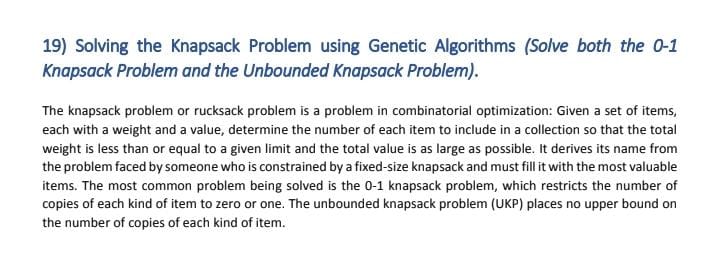 19) Solving the Knapsack Problem using Genetic Algorithms (Solve both the 0-1
Knapsack Problem and the Unbounded Knapsack Problem).
The knapsack problem or rucksack problem is a problem in combinatorial optimization: Given a set of items,
each with a weight and a value, determine the number of each item to include in a collection so that the total
weight is less than or equal to a given limit and the total value is as large as possible. It derives its name from
the problem faced by someone who is constrained by a fixed-size knapsack and must fill it with the most valuable
items. The most common problem being solved is the 0-1 knapsack problem, which restricts the number of
copies of each kind of item to zero or one. The unbounded knapsack problem (UKP) places no upper bound on
the number of copies of each kind of item.